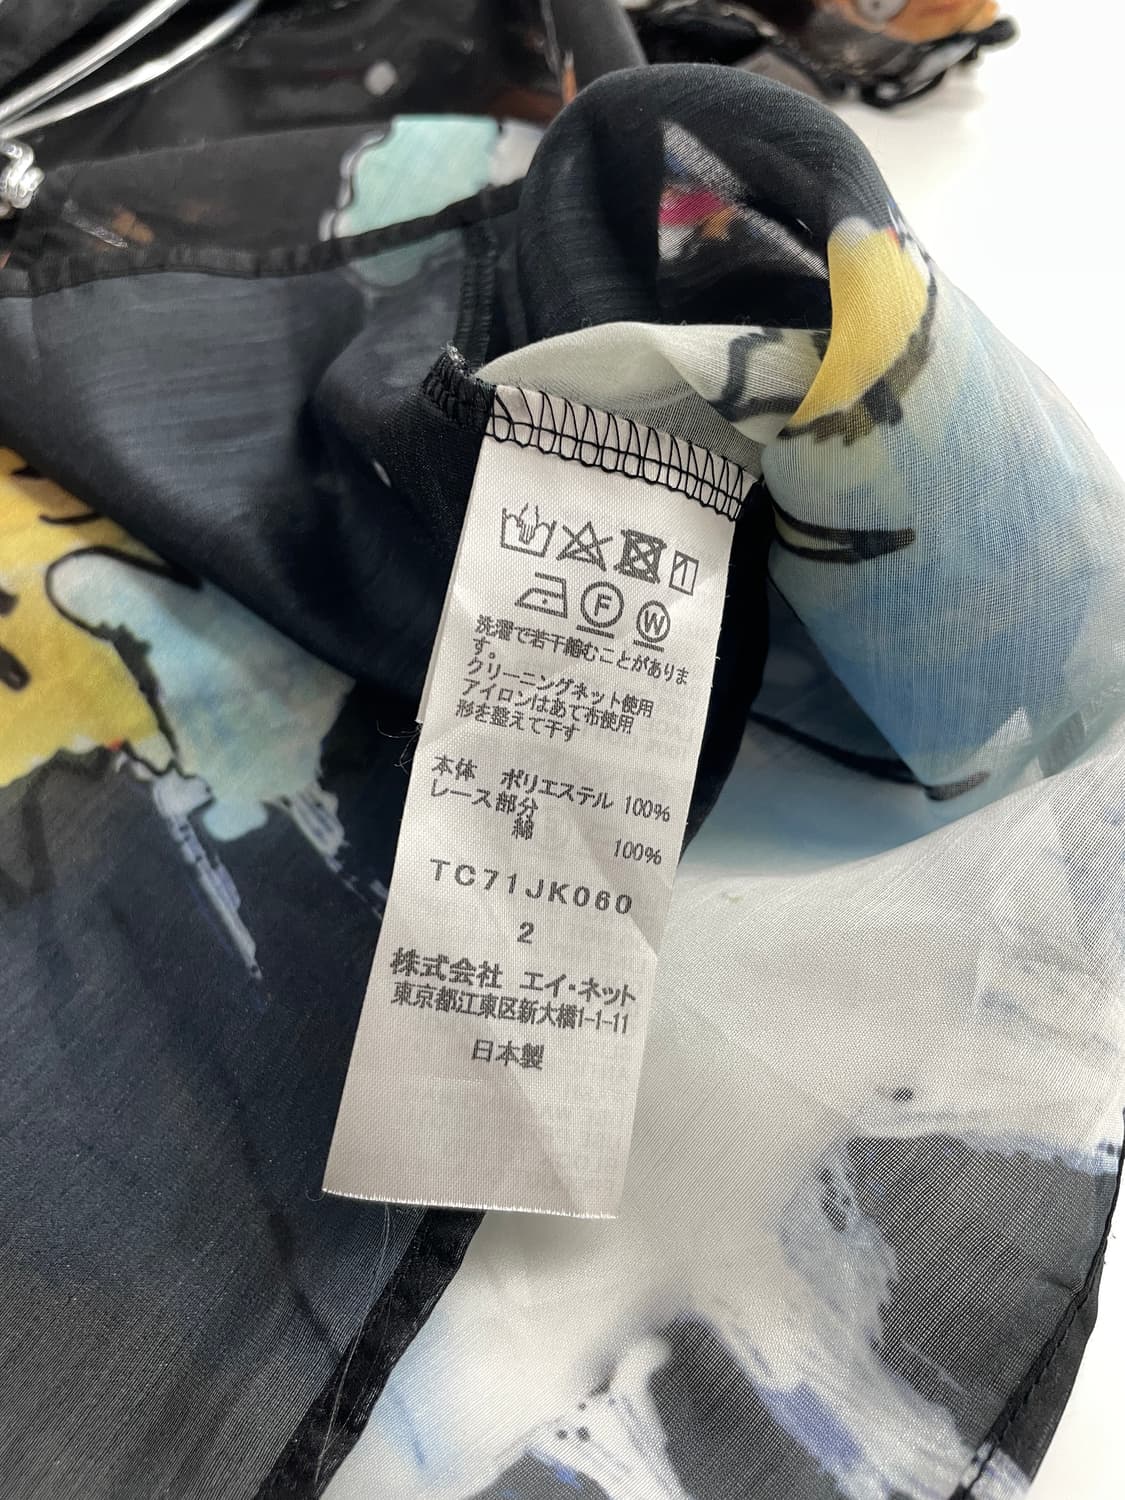 F W
洗濯で若干縮むことがありま
す。
クリーニングネット使用
アイロンはあて布使用
形を整えて干す
本体 ポリエステル 100%
レース部分
綿 100%
TC71JK060
2
株式会社 エイ・ネット
東京都江東区新大橋1-1-11
日本製